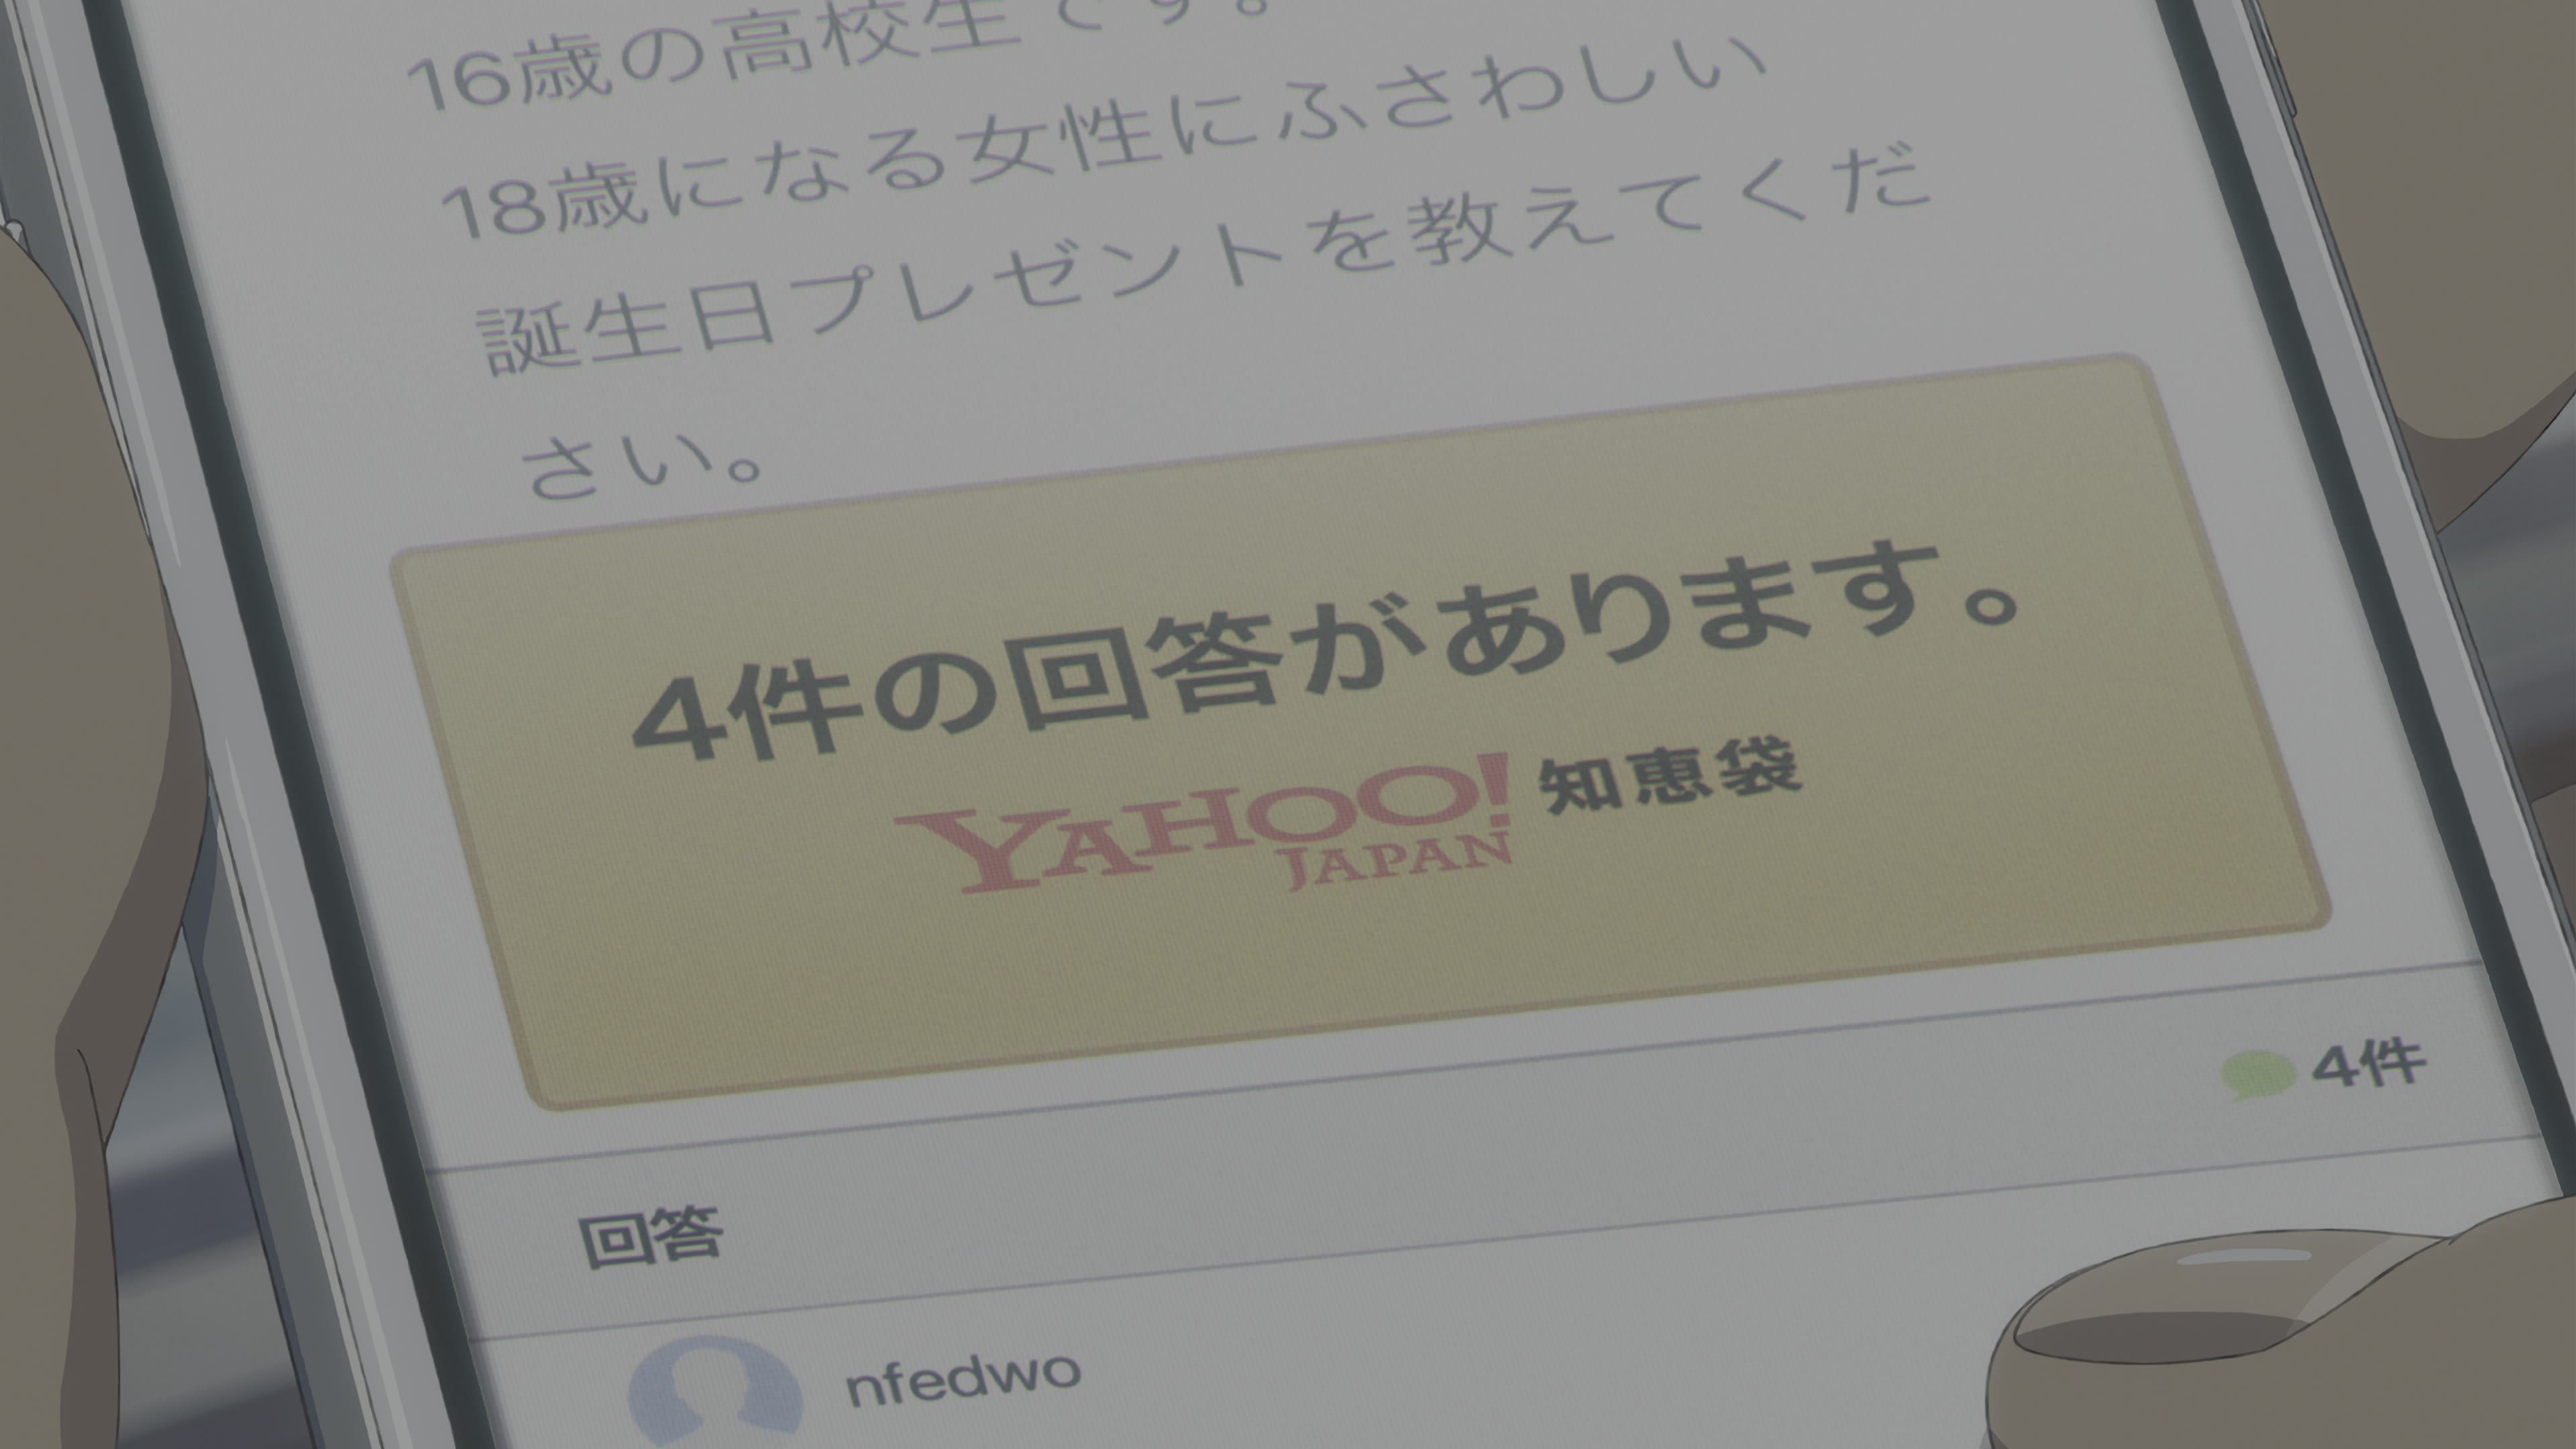 16歳の高校生です。
18歳になる女性にふさわしい
誕生日プレゼントを教えてくだ
さい。
4件の回答があります。
YAHOO! 知恵袋
JAPAN
4件
回答
nfedwo